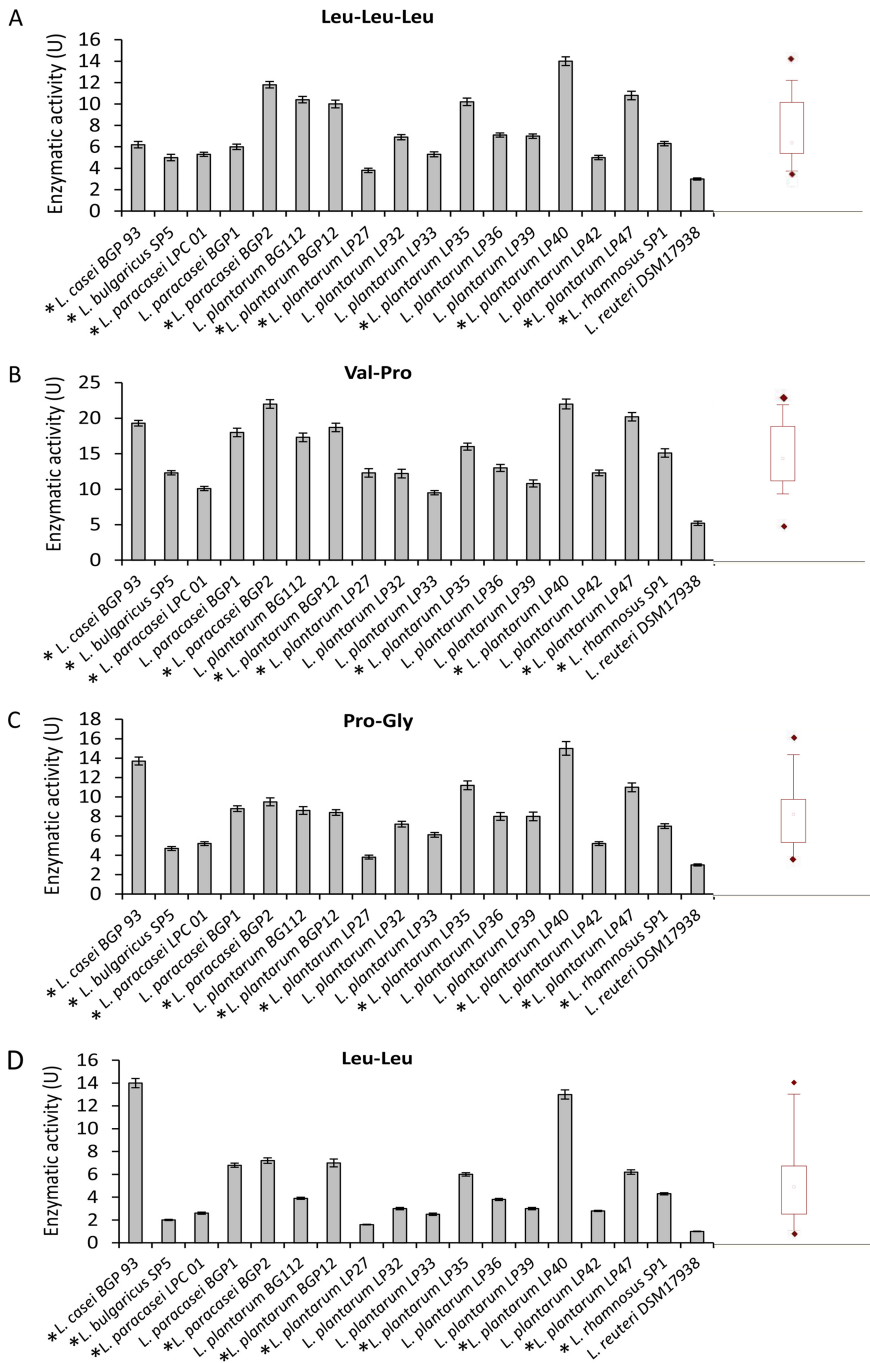 A
Leu-Leu-Leu
Enzymatic activity (U)
16
14
12
10
8
6
4
2
0
* L. casei BGP 93
* L. bulgaricus SP5
* L. paracasei LPC 01
L. paracasei BGP1
* L. paracasei BGP2
L. plantarum BG112
* L. plantarum BGP12
* L. plantarum LP27
L. plantarum LP32
L. plantarum LP33
* L. plantarum LP35
L. plantarum LP36
L. plantarum LP39
* L. plantarum LP40
L. plantarum LP42
* L. plantarum LP47
* L. rhamnosus SP1
L. reuteri DSM17938
B
Val-Pro
Enzymatic activity (U)
25
20
15
10
5
0
* L. casei BGP 93
* L. bulgaricus SP5
* L. paracasei LPC 01
L. paracasei BGP1
* L. paracasei BGP2
L. plantarum BG112
* L. plantarum BGP12
* L. plantarum LP27
L. plantarum LP32
L. plantarum LP33
* L. plantarum LP35
L. plantarum LP36
L. plantarum LP39
* L. plantarum LP40
L. plantarum LP42
* L. plantarum LP47
* L. rhamnosus SP1
L. reuteri DSM17938
C
Pro-Gly
Enzymatic activity (U)
18
16
14
12
10
8
6
4
2
0
* L. casei BGP 93
* L. bulgaricus SP5
* L. paracasei LPC 01
L. paracasei BGP1
* L. paracasei BGP2
L. plantarum BG112
* L. plantarum BGP12
* L. plantarum LP27
L. plantarum LP32
L. plantarum LP33
* L. plantarum LP35
L. plantarum LP36
L. plantarum LP39
* L. plantarum LP40
L. plantarum LP42
* L. plantarum LP47
* L. rhamnosus SP1
L. reuteri DSM17938
D
Leu-Leu
Enzymatic activity (U)
16
14
12
10
8
6
4
2
0
* L. casei BGP 93
* L. bulgaricus SP5
* L. paracasei LPC 01
L. paracasei BGP1
* L. paracasei BGP2
L. plantarum BG112
* L. plantarum BGP12
* L. plantarum LP27
L. plantarum LP32
L. plantarum LP33
* L. plantarum LP35
L. plantarum LP36
L. plantarum LP39
* L. plantarum LP40
L. plantarum LP42
* L. plantarum LP47
* L. rhamnosus SP1
L. reuteri DSM17938